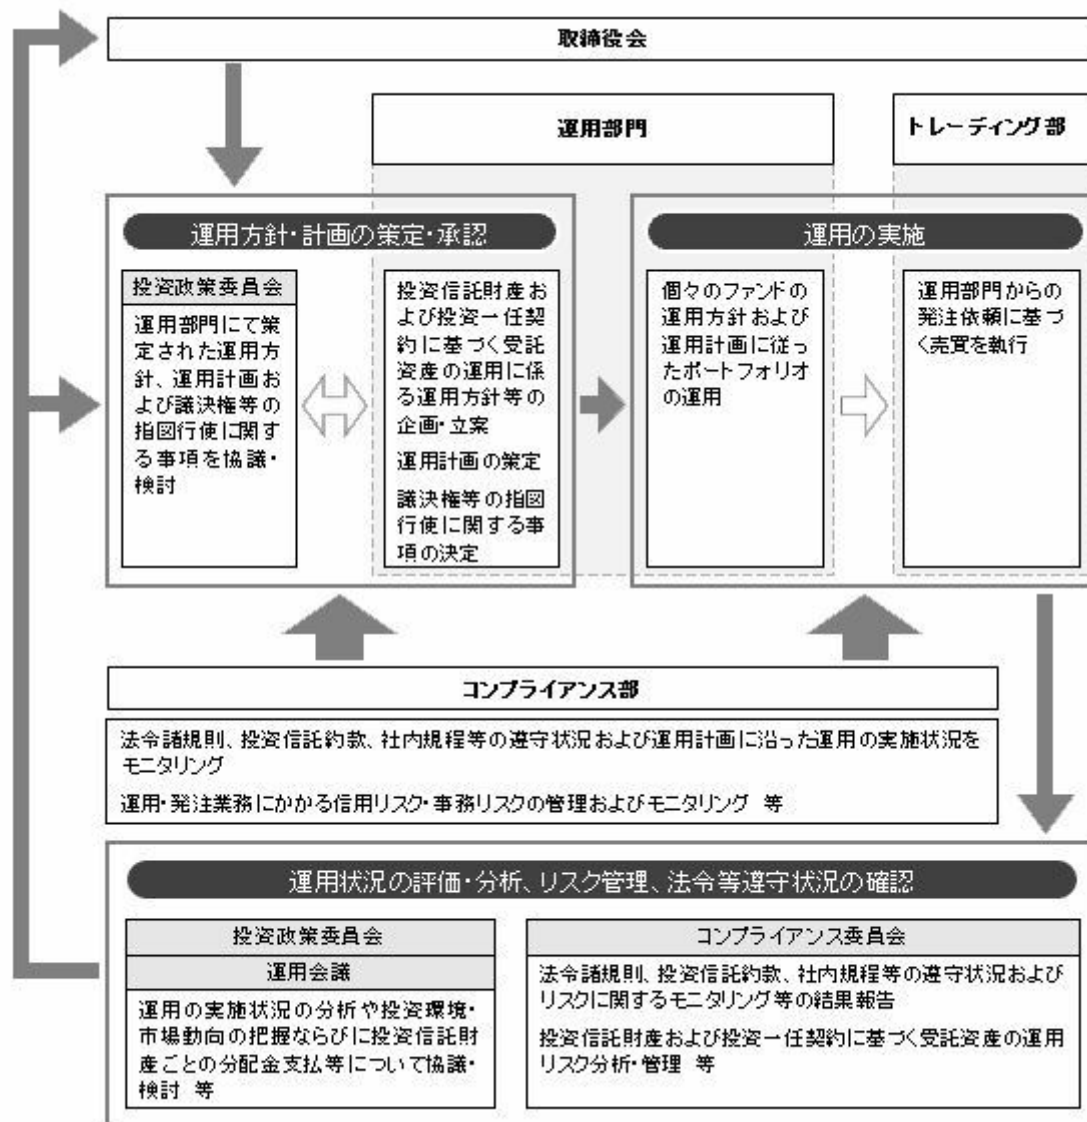 取締役会
運用部門
トレーディング部
運用方針・計画の策定・承認
投資政策委員会
運用部門にて策
定された運用方
針、運用計画お
よび議決権等の
指図行使に関す
る事項を協議・
検討
投資信託財産お
よび投資一任契
約に基づく受託
資産の運用に係
る運用方針等の
企画・立案
運用計画の策定
議決権等の指図
行使に関する事
項の決定
運用の実施
個々のファンドの
運用方針および
運用計画に従っ
たポートフォリオ
の運用
運用部門からの
発注依頼に基づ
く売買を執行
コンプライアンス部
法令諸規則、投資信託約款、社内規程等の遵守状況および運用計画に沿った運用の実施状況を
モニタリング
運用・発注業務にかかる信用リスク・事務リスクの管理およびモニタリング 等
運用状況の評価・分析、リスク管理、法令等遵守状況の確認
投資政策委員会
運用会議
運用の実施状況の分析や投資環境・
市場動向の把握ならびに投資信託財
産ごとの分配金支払等について協議・
検討 等
コンプライアンス委員会
法令諸規則、投資信託約款、社内規程等の遵守状況および
リスクに関するモニタリング等の結果報告
投資信託財産および投資一任契約に基づく受託資産の運用
リスク分析・管理 等